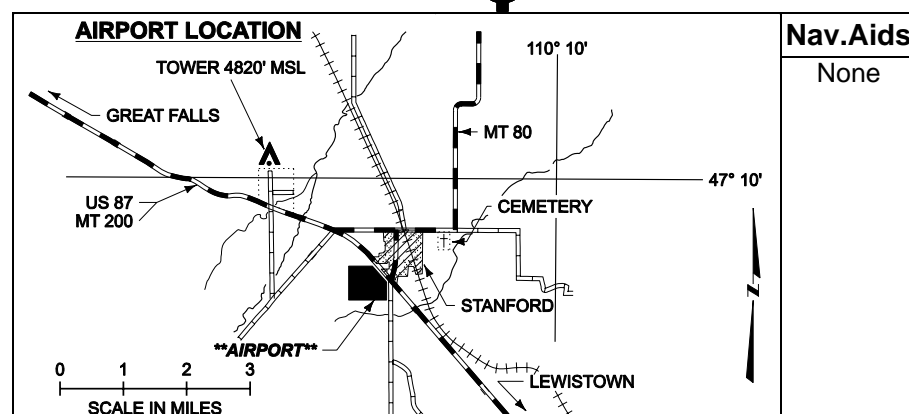 AIRPORT LOCATION
Nav.Aids
None
TOWER 4820' MSL
110° 10'
GREAT FALLS
MT 80
47° 10'
US 87
MT 200
CEMETERY
STANFORD
N
**AIRPORT**
LEWISTOWN
0 1 2 3
SCALE IN MILES